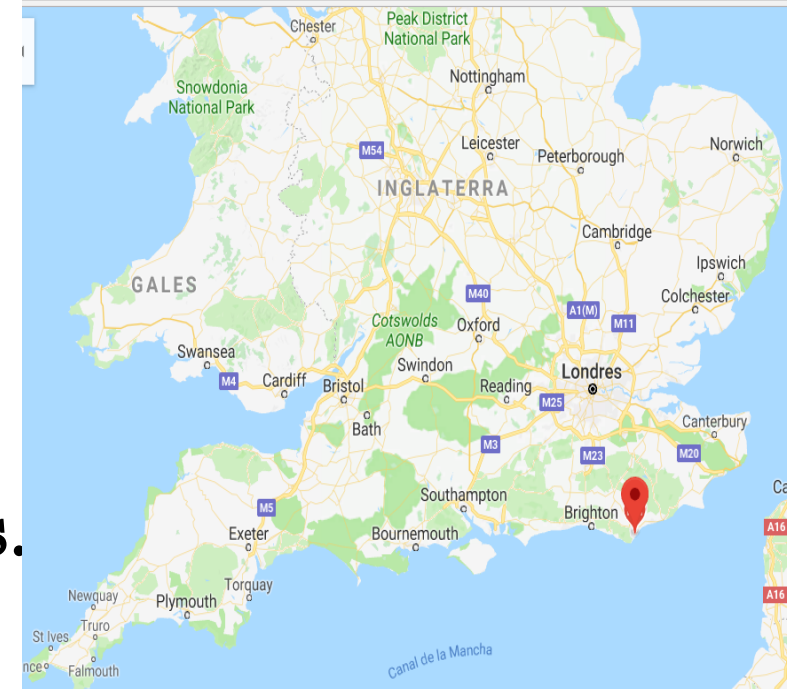 Chester
Peak District
National Park
Nottingham
Snowdonia
National Park
M54
Leicester
Peterborough
Norwich
INGLATERRA
Cambridge
Ipswich
GALES
M40
Colchester
A1(M)
M11
Cotswolds
AONB
Oxford
Swansea
Londres
Swindon
M4
Cardiff
Bristol
Reading
M25
Bath
Canterbury
M3
M23
M20
Southampton
M5
Brighton
A16
Exeter
Bournemouth
s.
Torquay
Newquay
Plymouth
A16
Truro
St Ives
Canal de la Mancha
Falmouth